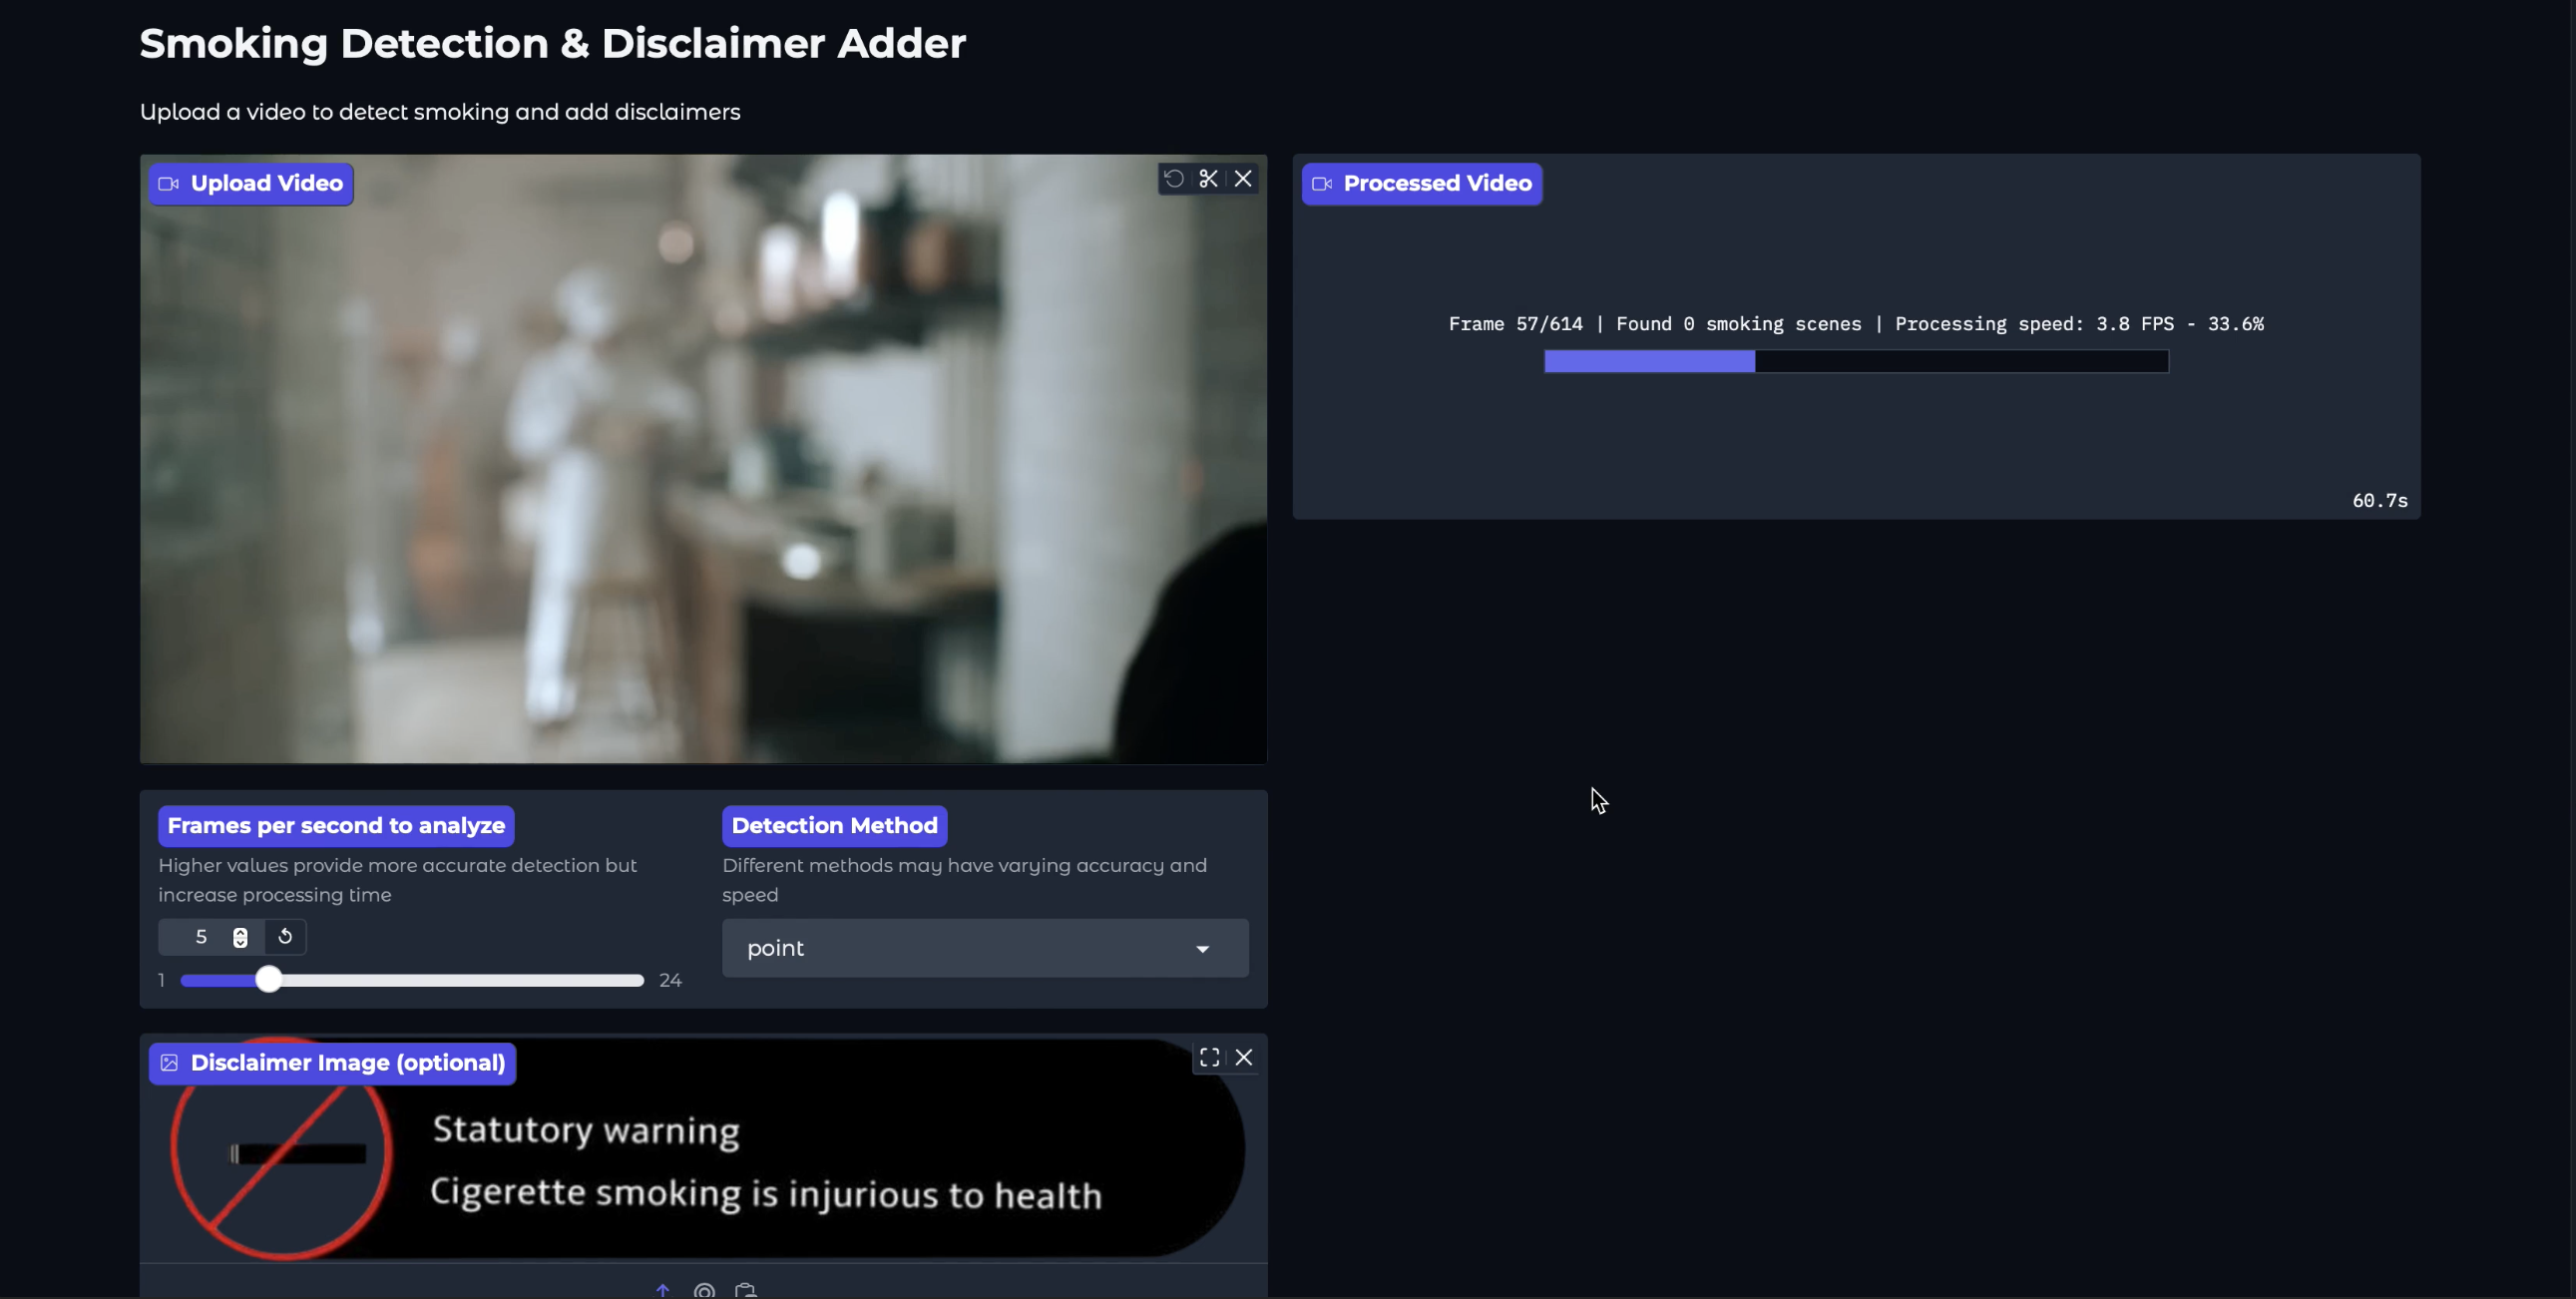 Smoking Detection & Disclaimer Adder
Upload a video to detect smoking and add disclaimers
Upload Video
Processed Video
Frame 57/614 | Found 0 smoking scenes | Processing speed: 3.8 FPS - 33.6%
60.7s
Frames per second to analyze
Higher values provide more accurate detection but
increase processing time
5
1
24
Detection Method
Different methods may have varying accuracy and
speed
point
Disclaimer Image (optional)
Statutory warning
Cigerette smoking is injurious to health